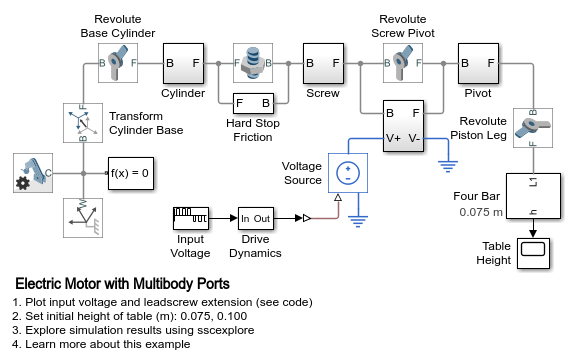 Revolute
Base Cylinder
Revolute
Screw Pivot
B F
B F
B F
B F
B F
B F
Cylinder
F B
Screw
Pivot
Hard Stop
Friction
F
Transform
Cylinder Base
B
B F
V+ V-
Revolute
Piston Leg
B
F
C
f(x) = 0
W
Voltage
Source
L1
Four Bar
0.075 m
h
In Out
Input
Voltage
Drive
Dynamics
Table
Height
Electric Motor with Multibody Ports
1. Plot input voltage and leadscrew extension (see code)
2. Set initial height of table (m): 0.075, 0.100
3. Explore simulation results using sscexplore
4. Learn more about this example